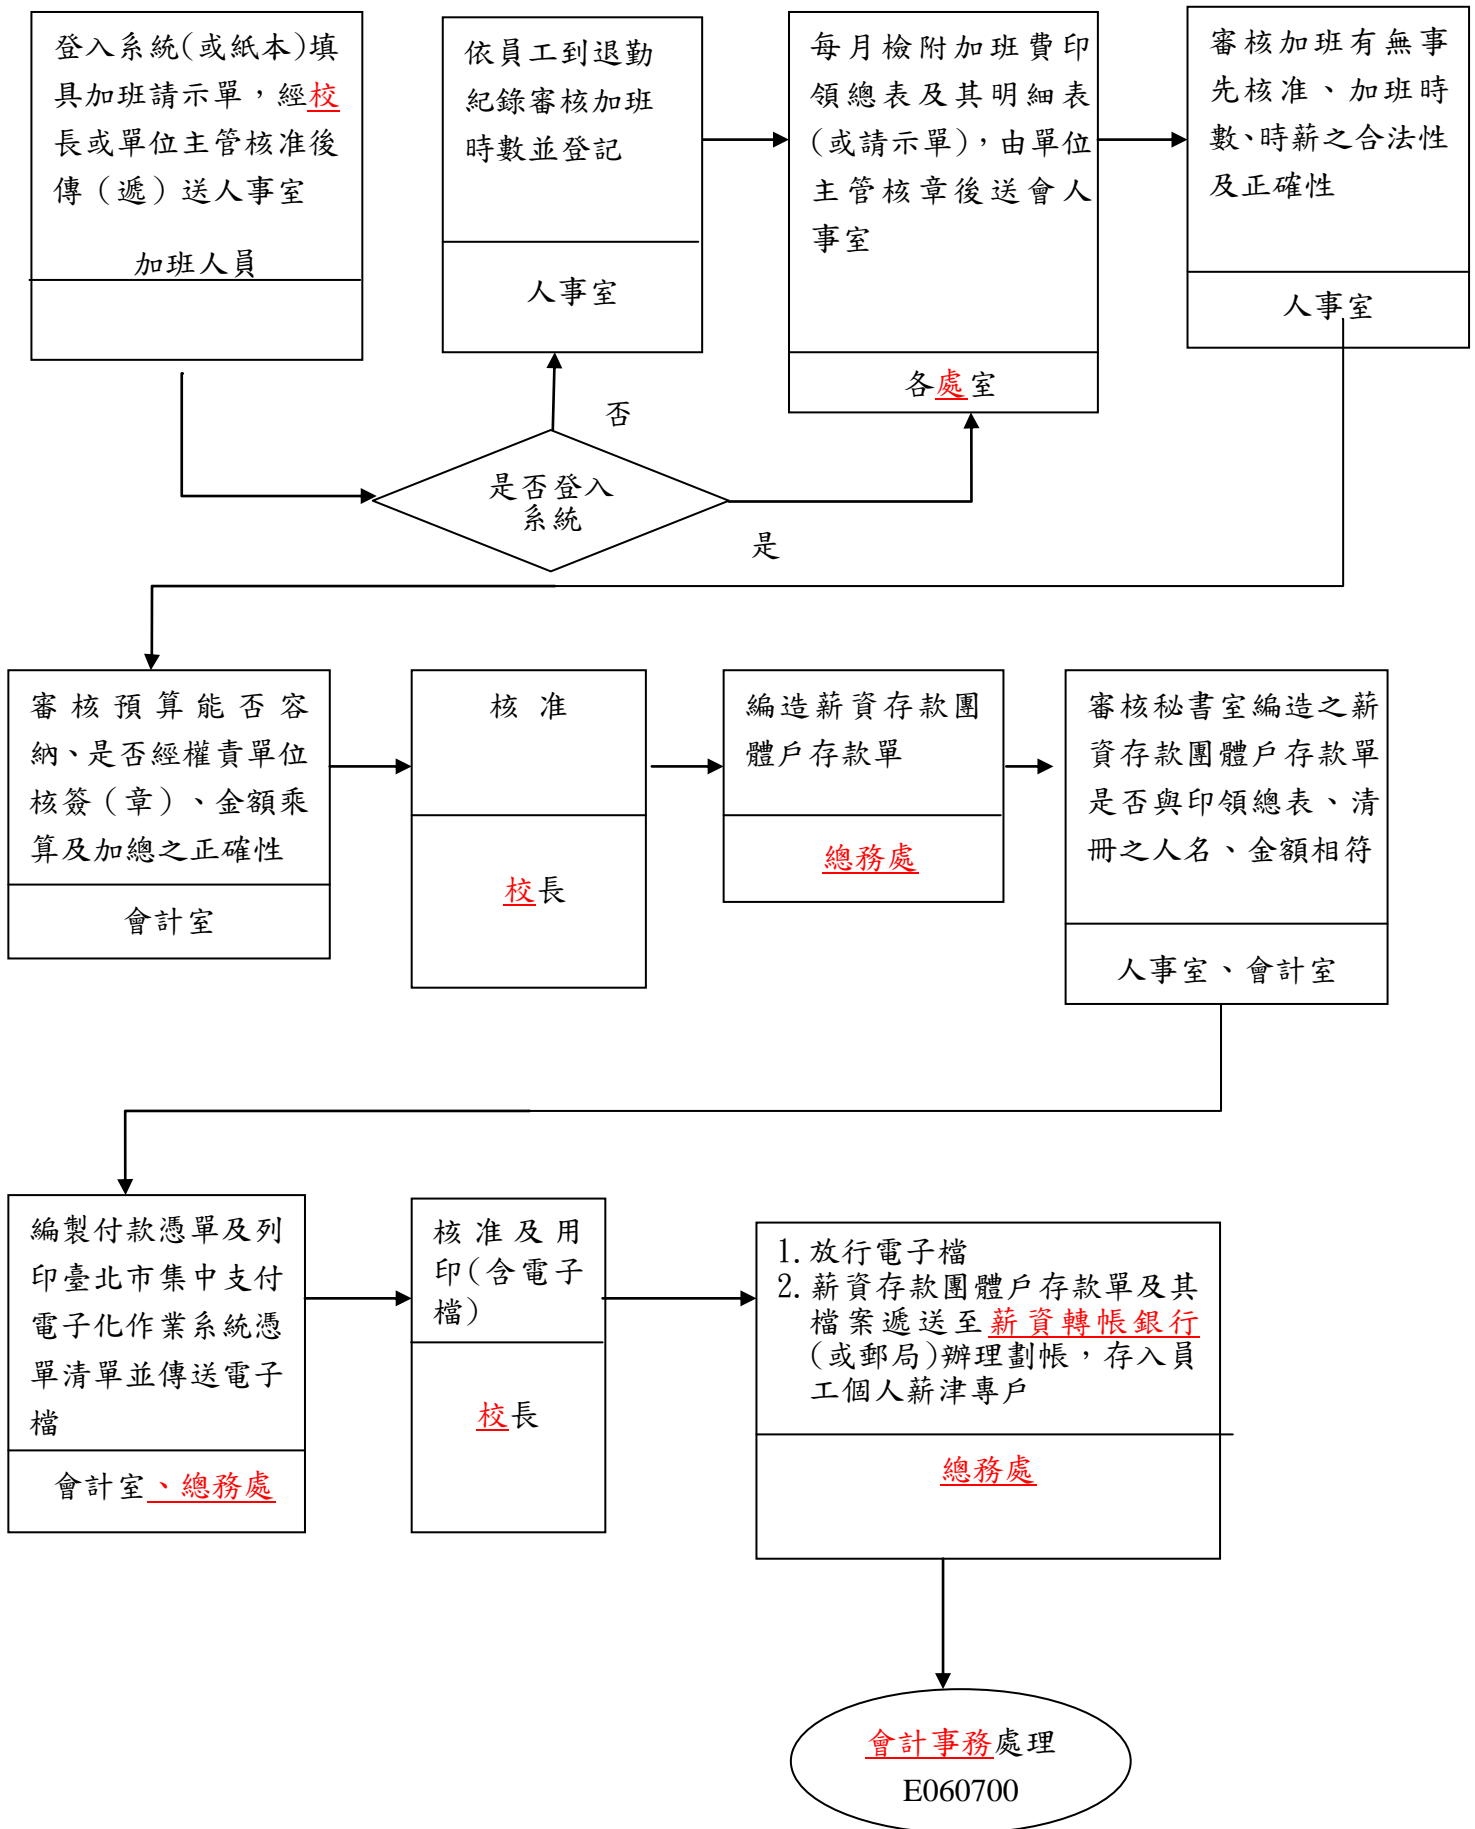 登入系統(或紙本)填
具加班請示單，經校
長或單位主管核准後
傳（遞）送人事室
加班人員
依員工到退勤
紀錄審核加班
時數並登記
人事室
每月檢附加班費印
領總表及其明細表
(或請示單)，由單位
主管核章後送會人
事室
各處室
審核加班有無事
先核准、加班時
數、時薪之合法性
及正確性
人事室
否
是否登入
系統
是
審核預算能否容
納、是否經權責單位
核簽（章）、金額乘
算及加總之正確性
會計室
核准
校長
編造薪資存款團
體戶存款單
總務處
審核秘書室編造之薪
資存款團體戶存款單
是否與印領總表、清
冊之人名、金額相符
人事室、會計室
編製付款憑單及列
印臺北市集中支付
電子化作業系統憑
單清單並傳送電子
檔
會計室、總務處
核准及用
印(含電子
檔)
校長
1.放行電子檔
2.薪資存款團體戶存款單及其
檔案遞送至薪資轉帳銀行
(或郵局)辦理劃帳，存入員
工個人薪津專戶
總務處
會計事務處理
E060700